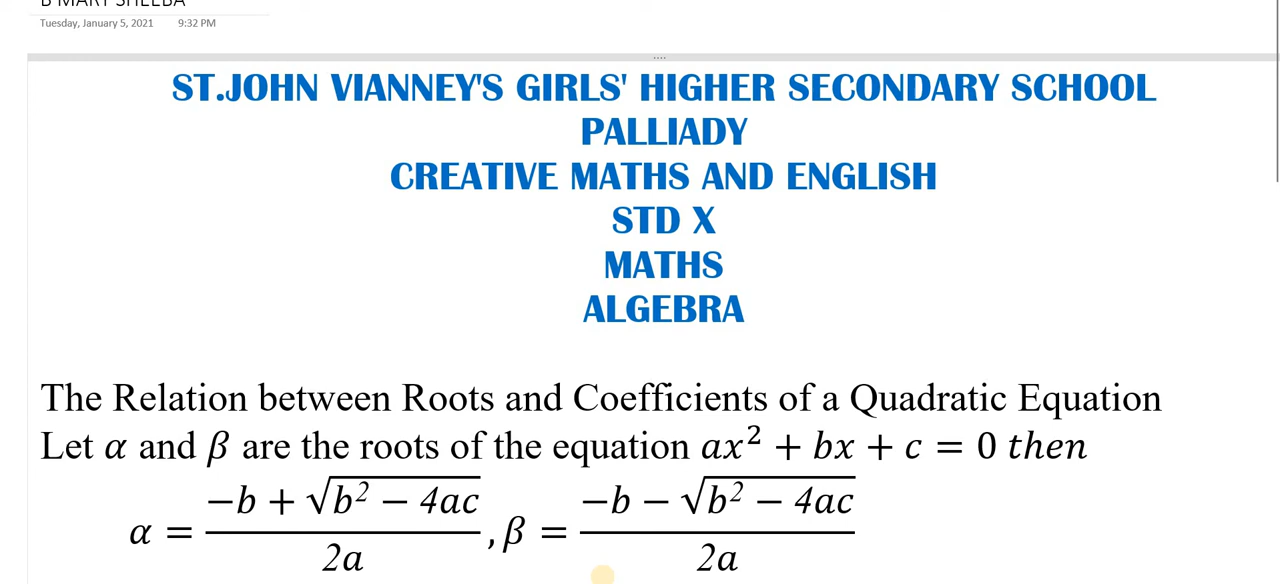 B MARY SHEEBA
Tuesday, January 5, 2021 9:32 PM
ST.JOHN VIANNEY'S GIRLS' HIGHER SECONDARY SCHOOL
PALLIADY
CREATIVE MATHS AND ENGLISH
STD X
MATHS
ALGEBRA
The Relation between Roots and Coefficients of a Quadratic Equation
Let α and β are the roots of the equation ax² + bx + c = 0 then
α = (−b + √(b² − 4ac))/(2a) , β = (−b − √(b² − 4ac))/(2a)